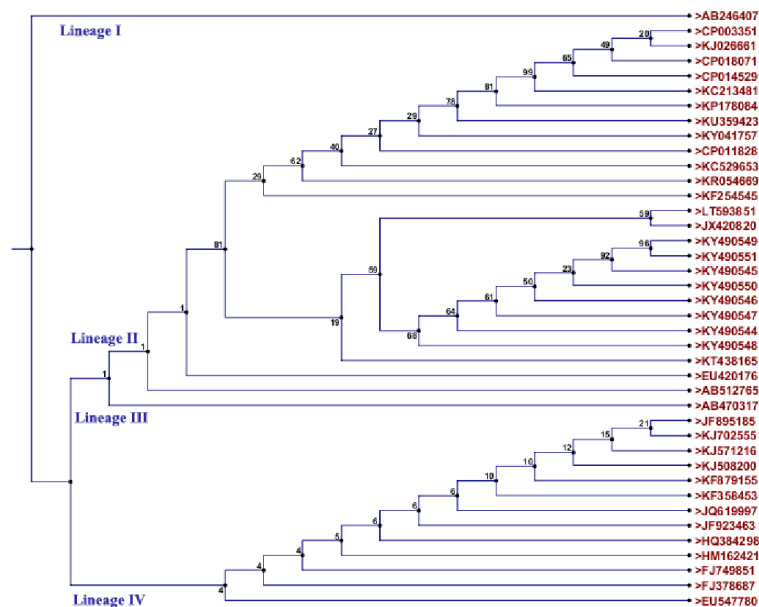 >AB246407
Lineage I
>CP003351
20
>KJ026661
49
>CP018071
65
>CP014529
99
>KC213481
81
>KP178084
78
>KU359423
29
>KY041757
27
>CP011828
40
>KC529653
62
>KR054669
26
>KF254545
>LT593851
59
>JX420820
>KY490549
96
81
>KY490551
92
>KY490545
23
59
>KY490550
50
>KY490546
61
>KY490547
64
1
19
>KY490544
68
>KY490548
Lineage II
1
>KT438165
1
>EU420176
>AB512765
>AB470317
Lineage III
>JF895185
21
>KJ702555
15
>KJ571216
12
>KJ508200
10
>KF879155
10
>KF358453
6
>JQ619997
6
>JF923463
6
>HQ384298
5
>HM162421
4
>FJ749851
4
>FJ378687
4
Lineage IV
>EU547780